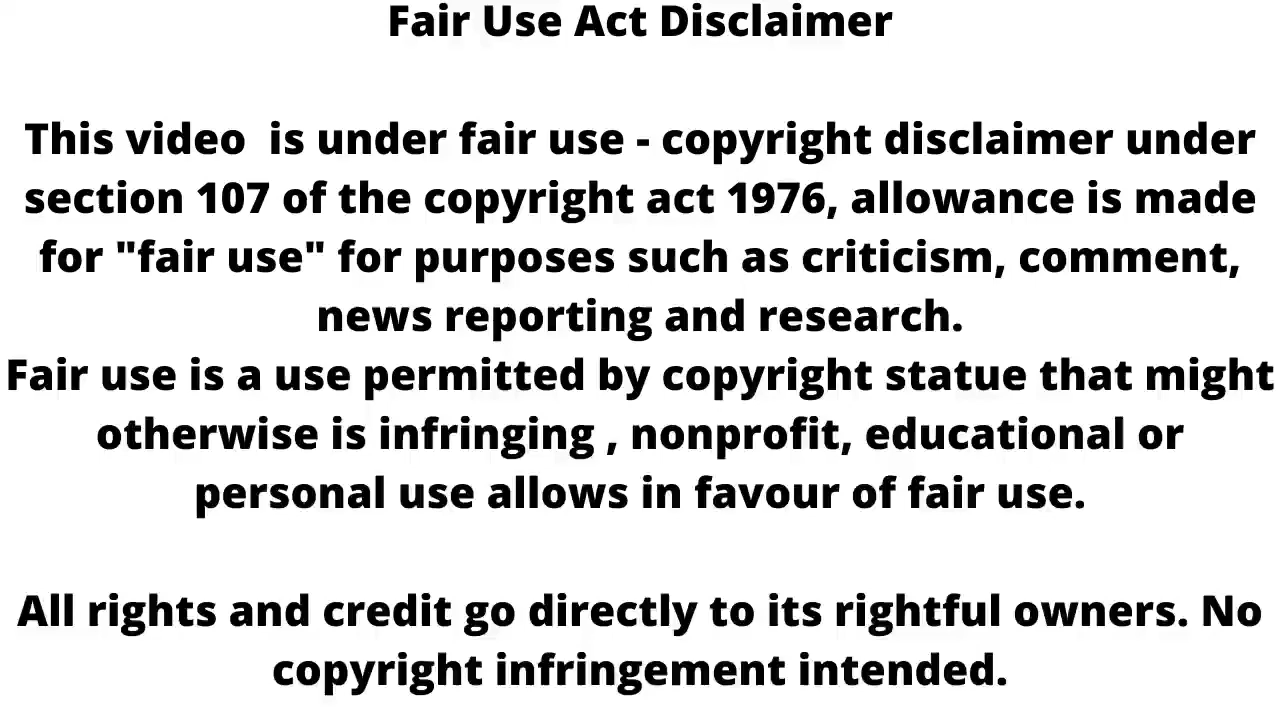 Fair Use Act Disclaimer
This video is under fair use - copyright disclaimer under
section 107 of the copyright act 1976, allowance is made
for "fair use" for purposes such as criticism, comment,
news reporting and research.
Fair use is a use permitted by copyright statue that might
otherwise is infringing , nonprofit, educational or
personal use allows in favour of fair use.
All rights and credit go directly to its rightful owners. No
copyright infringement intended.